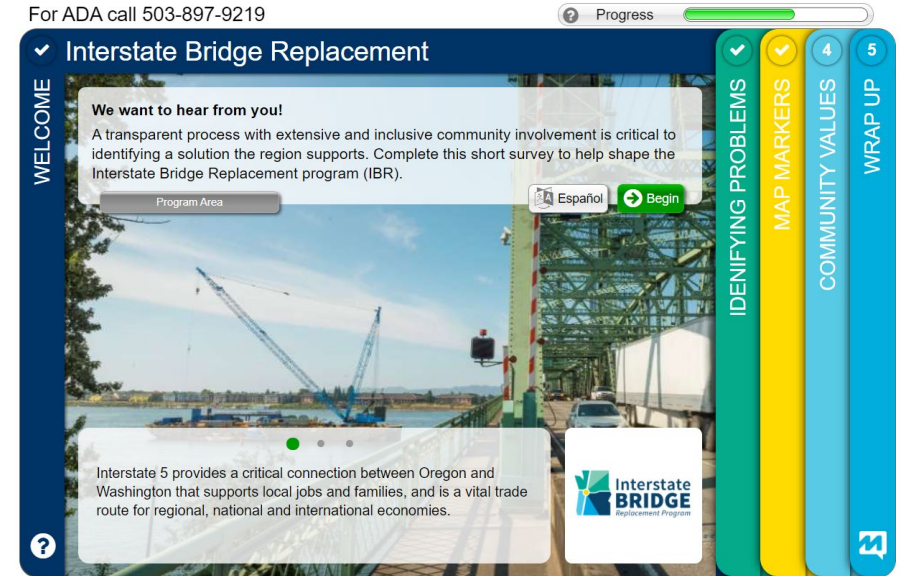 For ADA call 503-897-9219
Progress
Interstate Bridge Replacement
WELCOME
We want to hear from you!
A transparent process with extensive and inclusive community involvement is critical to
identifying a solution the region supports. Complete this short survey to help shape the
Interstate Bridge Replacement program (IBR).
Program Area
Español
Begin
Interstate 5 provides a critical connection between Oregon and
Washington that supports local jobs and families, and is a vital trade
route for regional, national and international economies.
Interstate
BRIDGE
Replacement Program
IDENIFYING PROBLEMS
MAP MARKERS
4
COMMUNITY VALUES
5
WRAP UP